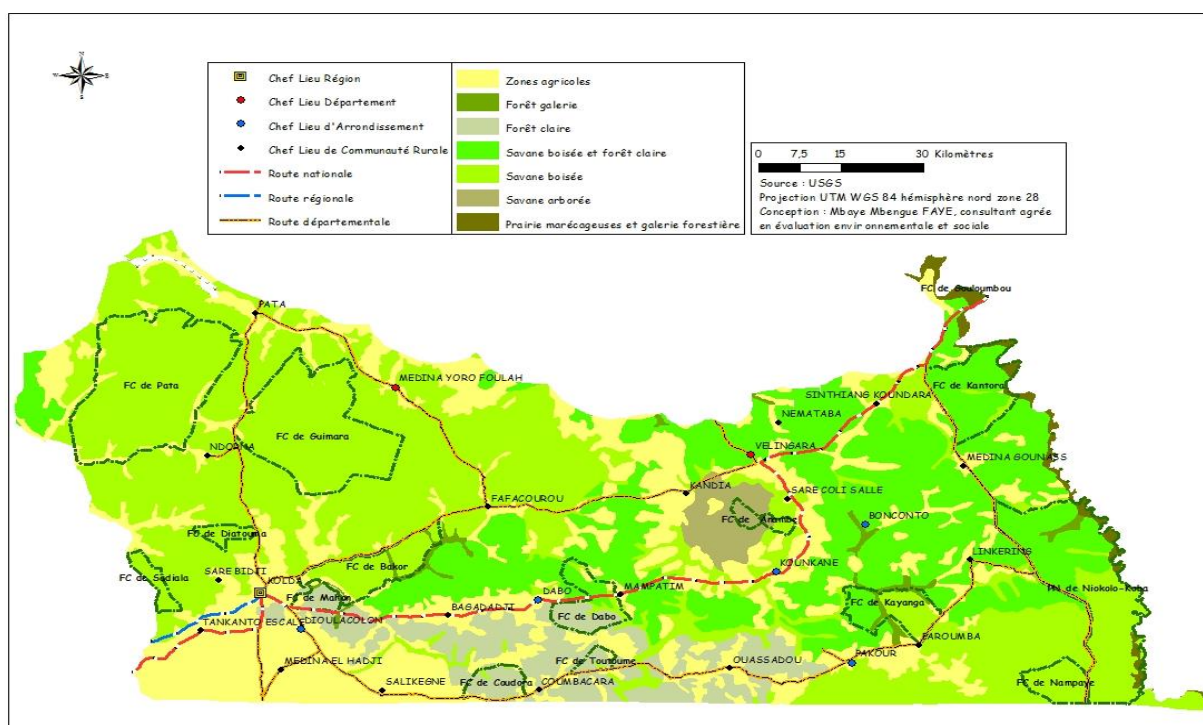 N
W
E
S
Chef Lieu Région
Chef Lieu Département
Chef Lieu d'Arrondissement
Chef Lieu de Communauté Rurale
Route nationale
Route régionale
Route départementale
Zones agricoles
Forêt galerie
Forêt claire
Savane boisée et forêt claire
Savane boisée
Savane arborée
Prairie marécageuses et galerie forestière
0 7,5 15 30 Kilomètres
Source : USGS
Projection UTM WGS 84 hémisphère nord zone 28
Conception : Mbaye Mbengue FAYE, consultant agrée
en évaluation envir onnementale et sociale
FC de Gouloumbou
PATA
FC de Pata
MEDINA YORO FOULAH
FC de Kantora
SINTHIANG KOUNDARA
NEMATABA
FC de Guimara
NDORNA
VELINGARA
MEDINA GOUNASS
KANDIA
SARE COLI SALLE
FAFACOUROU
FC de Anambe
BONCONTO
FC de Diatouma
LINKERING
FC de Bakor
KOUNKANE
FC de Sadiala
SARE BIDJI
KOLDA
PN de Niokolo-Koba
FC de Mahon
DABO
MAMPATIM
FC de Kayanga
BAGADADJI
FC de Dabo
TANKANTO ESCALE
DIOULACOLON
PAROUMBA
FC de Toutoume
PAKOUR
MEDINA EL HADJI
OUASSADOU
FC de Coudora
FC de Nampaye
SALIKEGNE
COUMBACARA